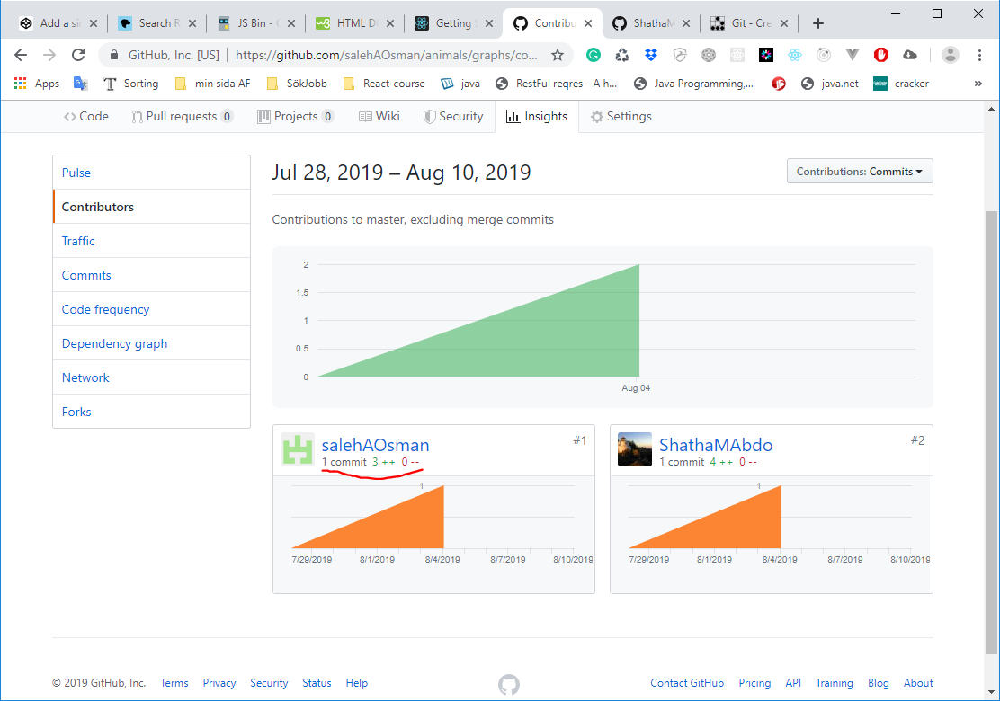 Add a sin
Search R
JS Bin - C
HTML D
Getting S
Contribu
ShathaM
Git - Cre
GitHub, Inc. [US] | https://github.com/salehAOsman/animals/graphs/co...
Apps
Sorting
min sida AF
SökJobb
React-course
java
RestFul reqres - A h...
Java Programming,...
java.net
cracker
»
Code
Pull requests 0
Projects 0
Wiki
Security
Insights
Settings
Pulse
Contributors
Traffic
Commits
Code frequency
Dependency graph
Network
Forks
Jul 28, 2019 – Aug 10, 2019
Contributions: Commits
Contributions to master, excluding merge commits
2
1.5
1
0.5
0
Aug 04
salehAOsman
#1
1 commit 3 ++ 0 --
1
7/29/2019 8/1/2019 8/4/2019 8/7/2019 8/10/2019
ShathaMAbdo
#2
1 commit 4 ++ 0 --
1
7/29/2019 8/1/2019 8/4/2019 8/7/2019 8/10/2019
© 2019 GitHub, Inc. Terms Privacy Security Status Help
Contact GitHub Pricing API Training Blog About